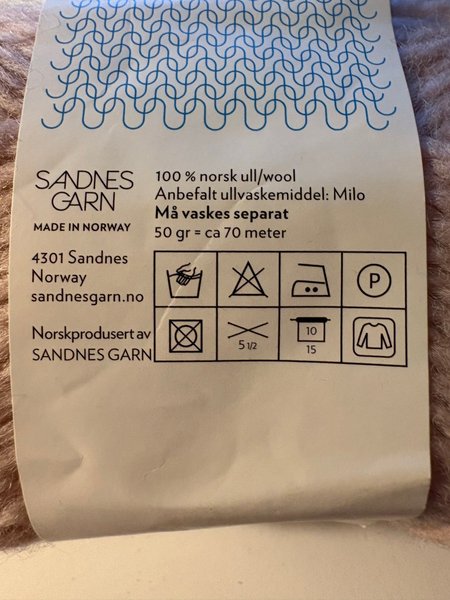 SANDNES
GARN
MADE IN NORWAY
4301 Sandnes
Norway
sandnesgarn.no
Norskprodusert av
SANDNES GARN
100 % norsk ull/wool
Anbefalt ullvaskemiddel: Milo
Må vaskes separat
50 gr = ca 70 meter
P
5 1/2
10
15